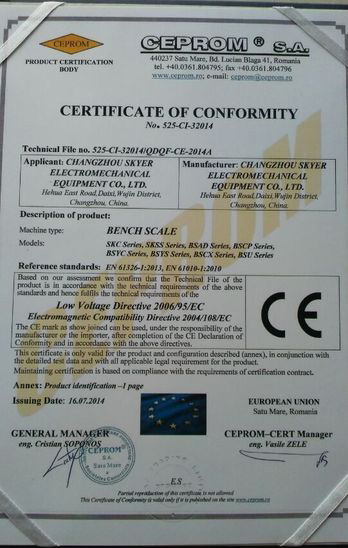 CEPROM
PRODUCT CERTIFICATION
BODY
CEPROM ® S.A.
440237 Satu Mare, Bd. Lucian Blaga 41, Romania
tel. +40.0361.804795; fax +40.0361.804796
www.ceprom.ro; e-mail: ceprom@ceprom.ro
CERTIFICATE OF CONFORMITY
No. 525-CI-32014
Technical File no. 525-CI-32014/QDQF-CE-2014A
Applicant: CHANGZHOU SKYER
ELECTROMECHANICAL
EQUIPMENT CO., LTD.
Hehua East Road, Daixi, Wujin District,
Changzhou, China.
Manufacturer: CHANGZHOU SKYER
ELECTROMECHANICAL
EQUIPMENT CO., LTD.
Hehua East Road, Daixi, Wujin District,
Changzhou, China.
Description of product:
Machine type: BENCH SCALE
Models: SKC Series, SKSS Series, BSAD Series, BSCP Series,
BSYC Series, BSYS Series, BSCX Series, BSU Series
Reference standards: EN 61326-1:2013, EN 61010-1:2010
Based on our assessment we confirm that the Technical File of the
product is in accordance with the technical requirements of the above
standards and hence fulfils the technical requirements of the
Low Voltage Directive 2006/95/EC
Electromagnetic Compatibility Directive 2004/108/EC
The CE mark as show joined can be used, under the responsibility of the
manufacturer or the importer, after completion of the CE Declaration of
Conformity and in accordance with the above directives.
CE
This certificate is only valid for the product and configuration described (annex), in conjunction with
the detailed test data and with all applicable legal requirement for the product.
Maintaining certification is based on compliance with the requirements of certification contract.
Annex: Product identification –1 page
Issuing Date: 16.07.2014
EUROPEAN UNION
Satu Mare, Romania
GENERAL MANAGER
eng. Cristian SOPONOS
CEPROM
S.A.
Satu Mare
CEPROM–CERT Manager
eng. Vasile ZELE
Partial reproduction of this certificate is not allowed
This Certificate of Conformity is valid only if it is published on the site www.ceprom.ro